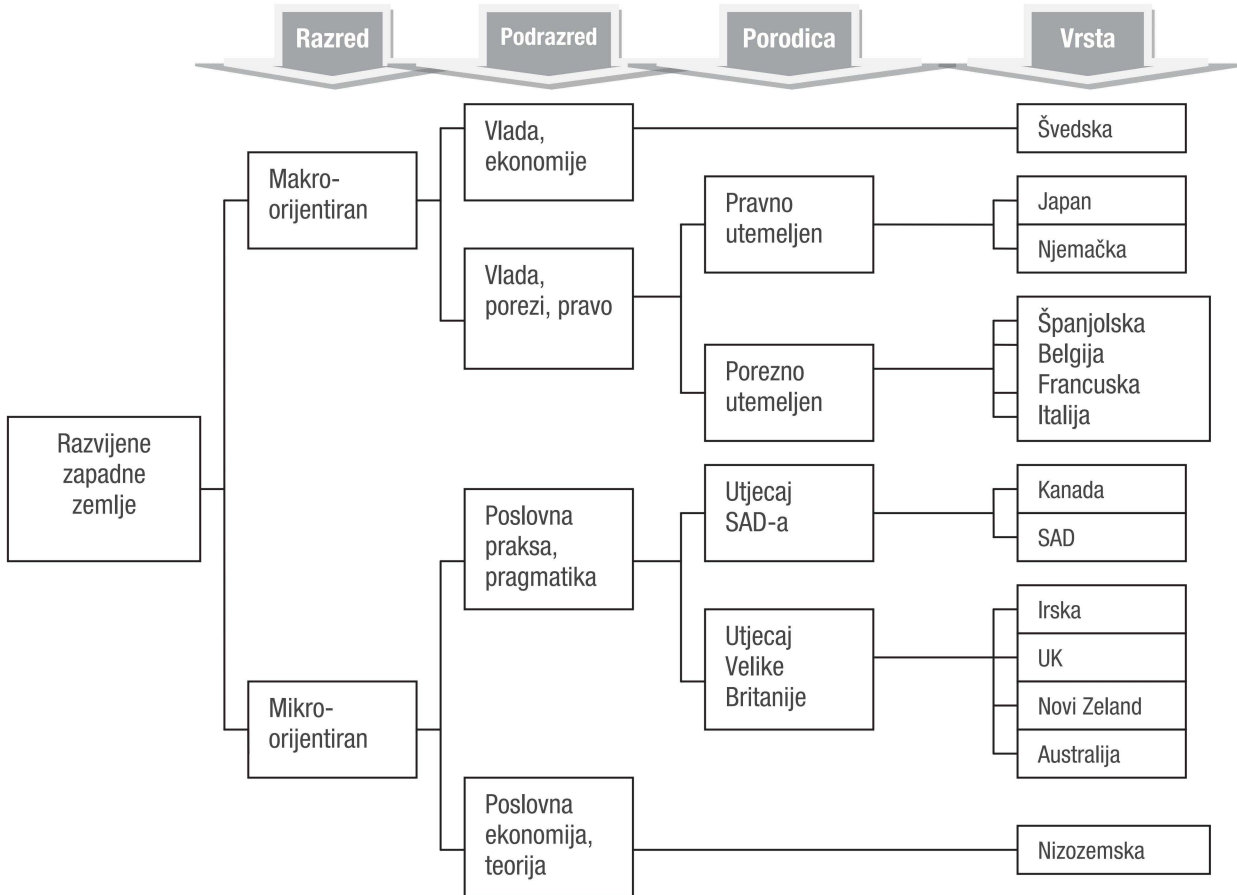 Razred
Podrazred
Porodica
Vrsta
Vlada,
ekonomije
Švedska
Makro-
orijentiran
Pravno
utemeljen
Japan
Njemačka
Vlada,
porezi, pravo
Porezno
utemeljen
Španjolska
Belgija
Francuska
Italija
Razvijene
zapadne
zemlje
Utjecaj
SAD-a
Kanada
SAD
Poslovna
praksa,
pragmatika
Utjecaj
Velike
Britanije
Irska
UK
Novi Zeland
Australija
Mikro-
orijentiran
Poslovna
ekonomija,
teorija
Nizozemska